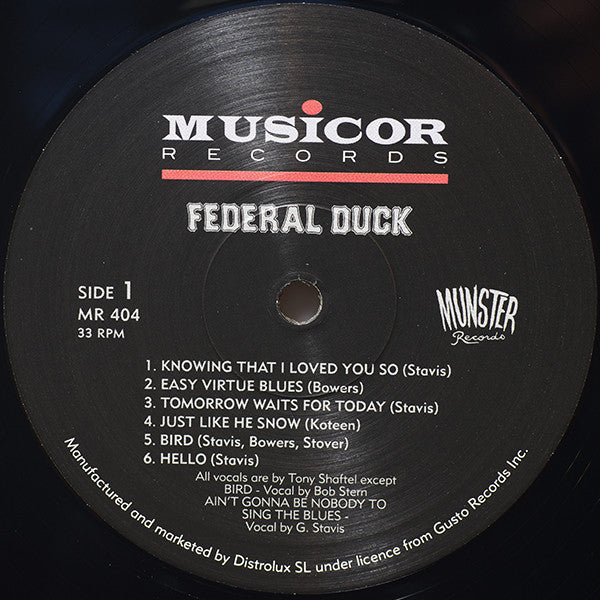 MUSICOR
RECORDS
FEDERAL DUCK
SIDE 1
MR 404
33 RPM
MUNSTER
Records
1. KNOWING THAT I LOVED YOU SO (Stavis)
2. EASY VIRTUE BLUES (Bowers)
3. TOMORROW WAITS FOR TODAY (Stavis)
4. JUST LIKE HE SNOW (Koteen)
5. BIRD (Stavis, Bowers, Stover)
6. HELLO (Stavis)
All vocals are by Tony Shaftel except
BIRD - Vocal by Bob Stern
AIN'T GONNA BE NOBODY TO
SING THE BLUES -
Vocal by G. Stavis
Manufactured and marketed by Distrolux SL under licence from Gusto Records Inc.